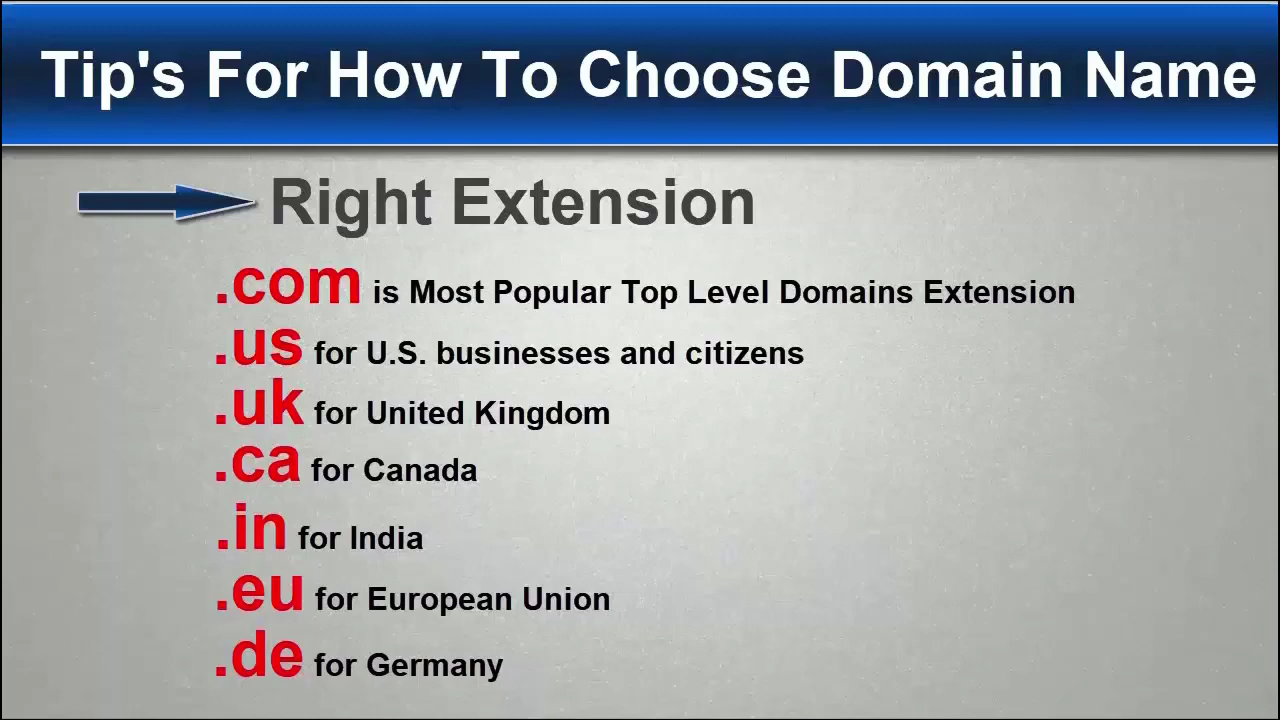 Tip's For How To Choose Domain Name
Right Extension
.com is Most Popular Top Level Domains Extension
.us for U.S. businesses and citizens
.uk for United Kingdom
.ca for Canada
.in for India
.eu for European Union
.de for Germany